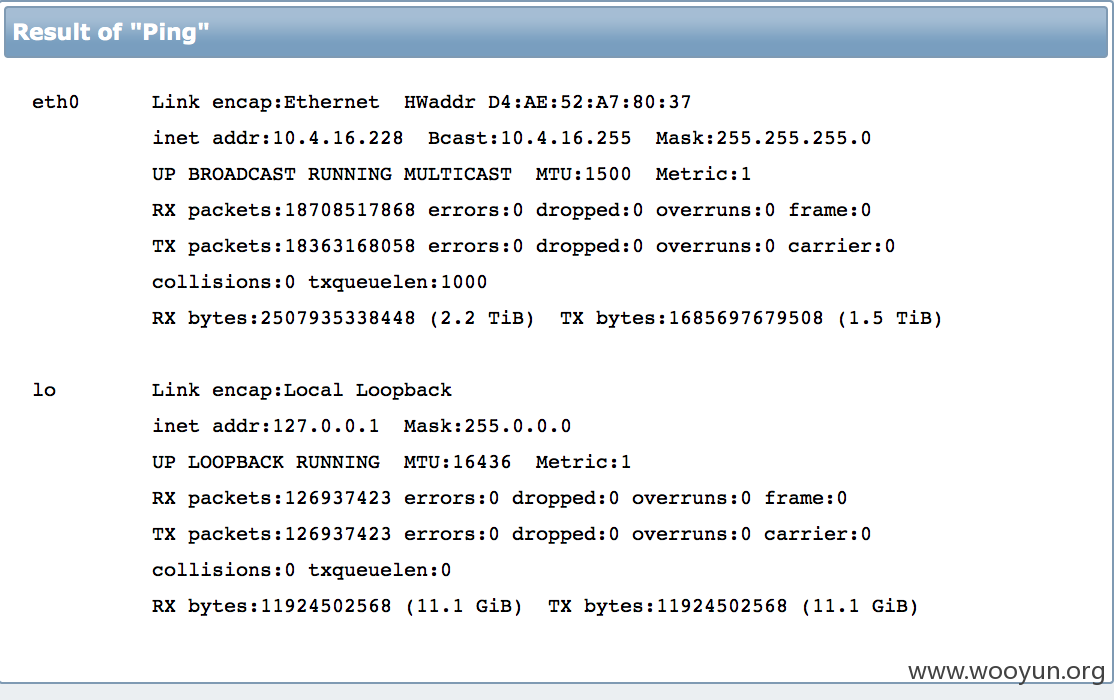 Result of "Ping"
eth0 Link encap:Ethernet HWaddr D4:AE:52:A7:80:37
inet addr:10.4.16.228 Bcast:10.4.16.255 Mask:255.255.255.0
UP BROADCAST RUNNING MULTICAST MTU:1500 Metric:1
RX packets:18708517868 errors:0 dropped:0 overruns:0 frame:0
TX packets:18363168058 errors:0 dropped:0 overruns:0 carrier:0
collisions:0 txqueuelen:1000
RX bytes:2507935338448 (2.2 TiB) TX bytes:1685697679508 (1.5 TiB)
lo Link encap:Local Loopback
inet addr:127.0.0.1 Mask:255.0.0.0
UP LOOPBACK RUNNING MTU:16436 Metric:1
RX packets:126937423 errors:0 dropped:0 overruns:0 frame:0
TX packets:126937423 errors:0 dropped:0 overruns:0 carrier:0
collisions:0 txqueuelen:0
RX bytes:11924502568 (11.1 GiB) TX bytes:11924502568 (11.1 GiB)
www.wooyun.org